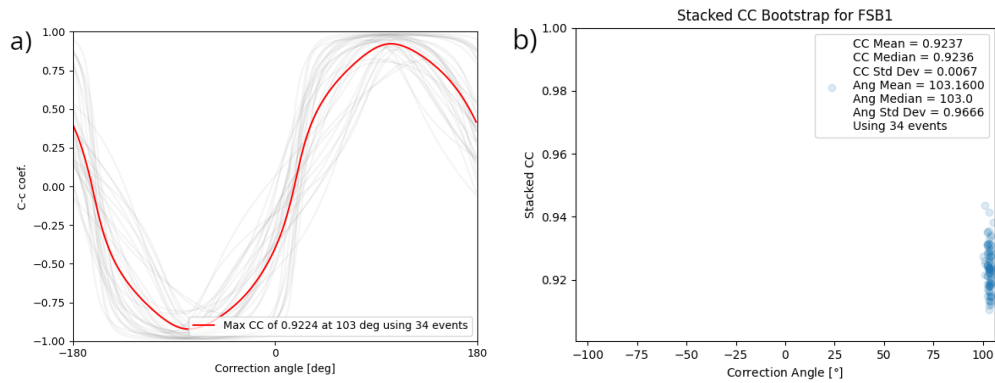 a)
1.00
0.75
0.50
0.25
0.00
−0.25
−0.50
−0.75
−1.00
C-c coef.
−180
0
180
Correction angle [deg]
Max CC of 0.9224 at 103 deg using 34 events
b)
Stacked CC Bootstrap for FSB1
1.00
0.98
0.96
0.94
0.92
Stacked CC
CC Mean = 0.9237
CC Median = 0.9236
CC Std Dev = 0.0067
Ang Mean = 103.1600
Ang Median = 103.0
Ang Std Dev = 0.9666
Using 34 events
−100
−75
−50
−25
0
25
50
75
100
Correction Angle [°]